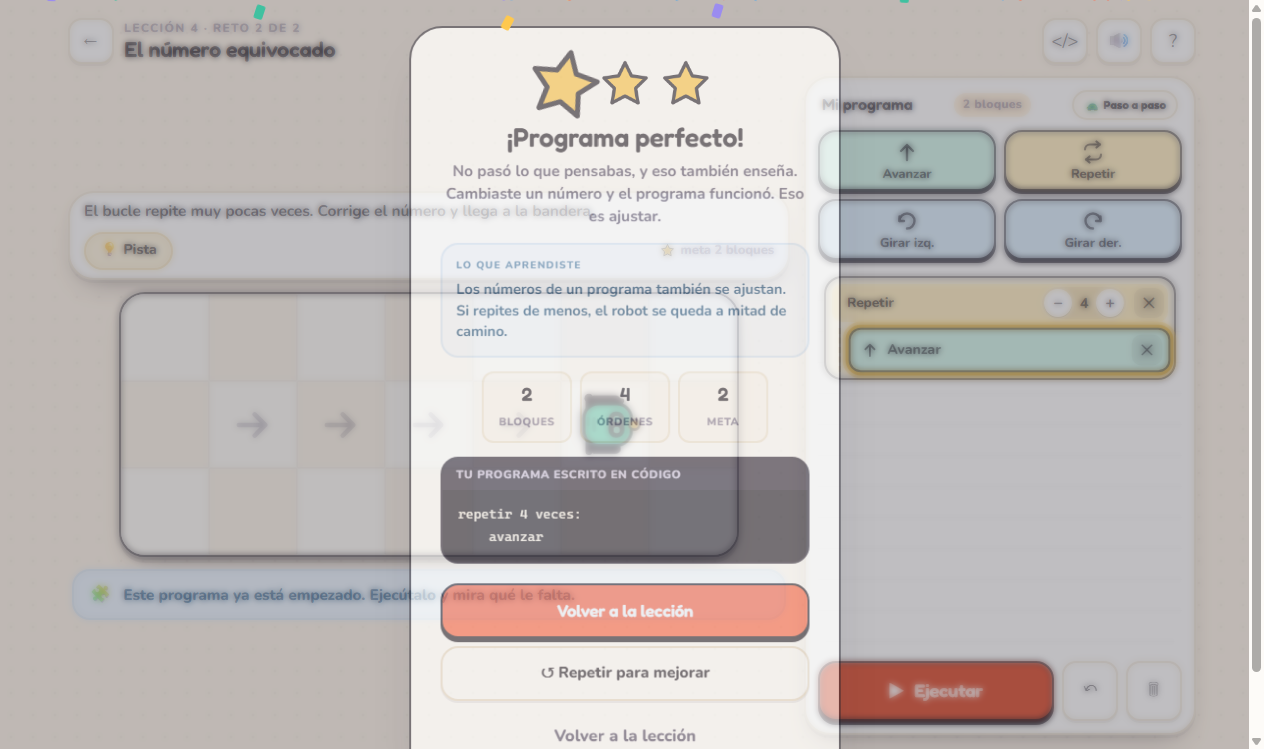 LECCIÓN 4 · RETO 2 DE 2
El número equivocado
</>
?
¡Programa perfecto!
No pasó lo que pensabas, y eso también enseña.
Cambiaste un número y el programa funcionó. Eso
es ajustar.
El bucle repite muy pocas veces. Corrige el número y llega a la bandera.
Pista
meta 2 bloques
LO QUE APRENDISTE
Los números de un programa también se ajustan.
Si repites de menos, el robot se queda a mitad de
camino.
2
BLOQUES
4
ÓRDENES
2
META
TU PROGRAMA ESCRITO EN CÓDIGO
repetir 4 veces:
avanzar
Este programa ya está empezado. Ejecútalo y mira qué le falta.
Volver a la lección
↺ Repetir para mejorar
Volver a la lección
Mi programa
2 bloques
Paso a paso
Avanzar
Repetir
Girar izq.
Girar der.
Repetir
− 4 +
Avanzar
Ejecutar